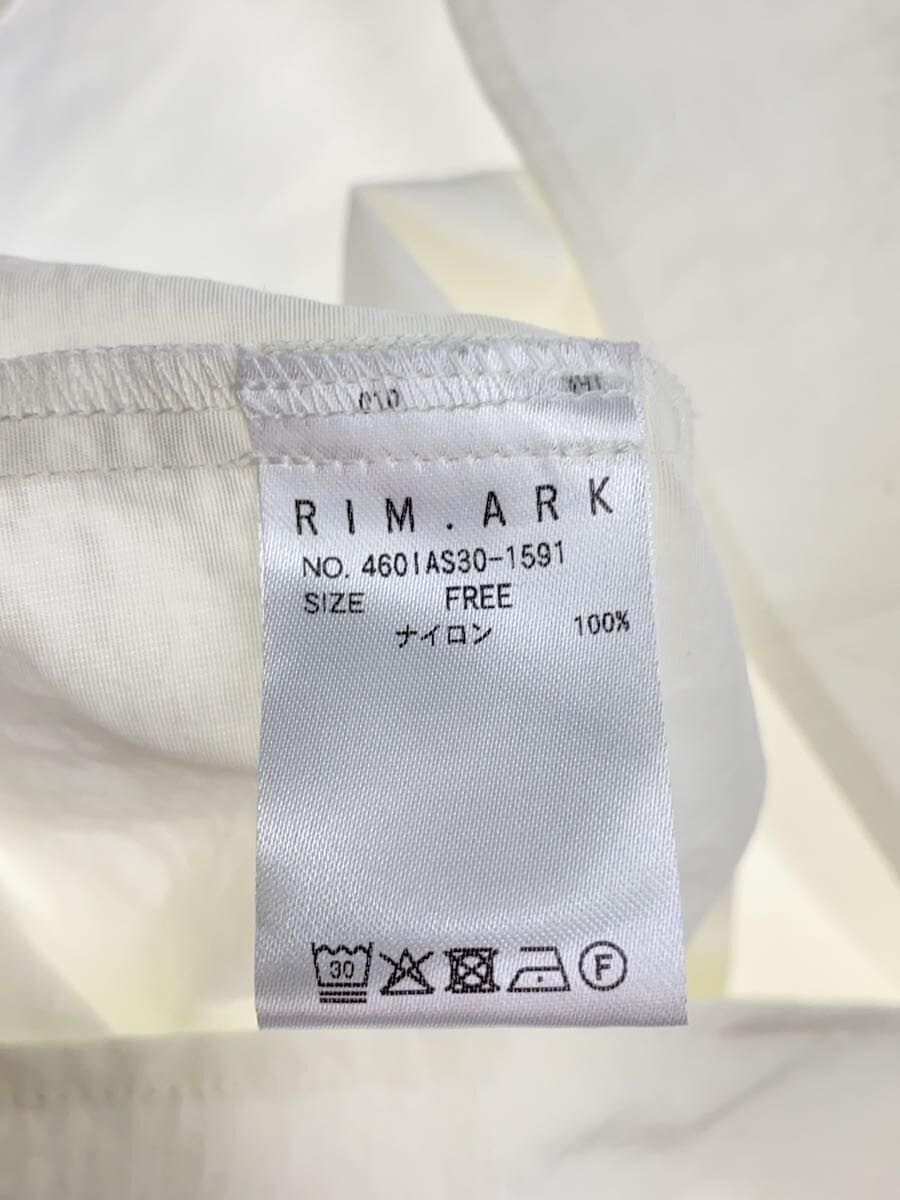 010
RIM.ARK
NO. 460IAS30-1591
SIZE FREE
ナイロン 100%
30
F